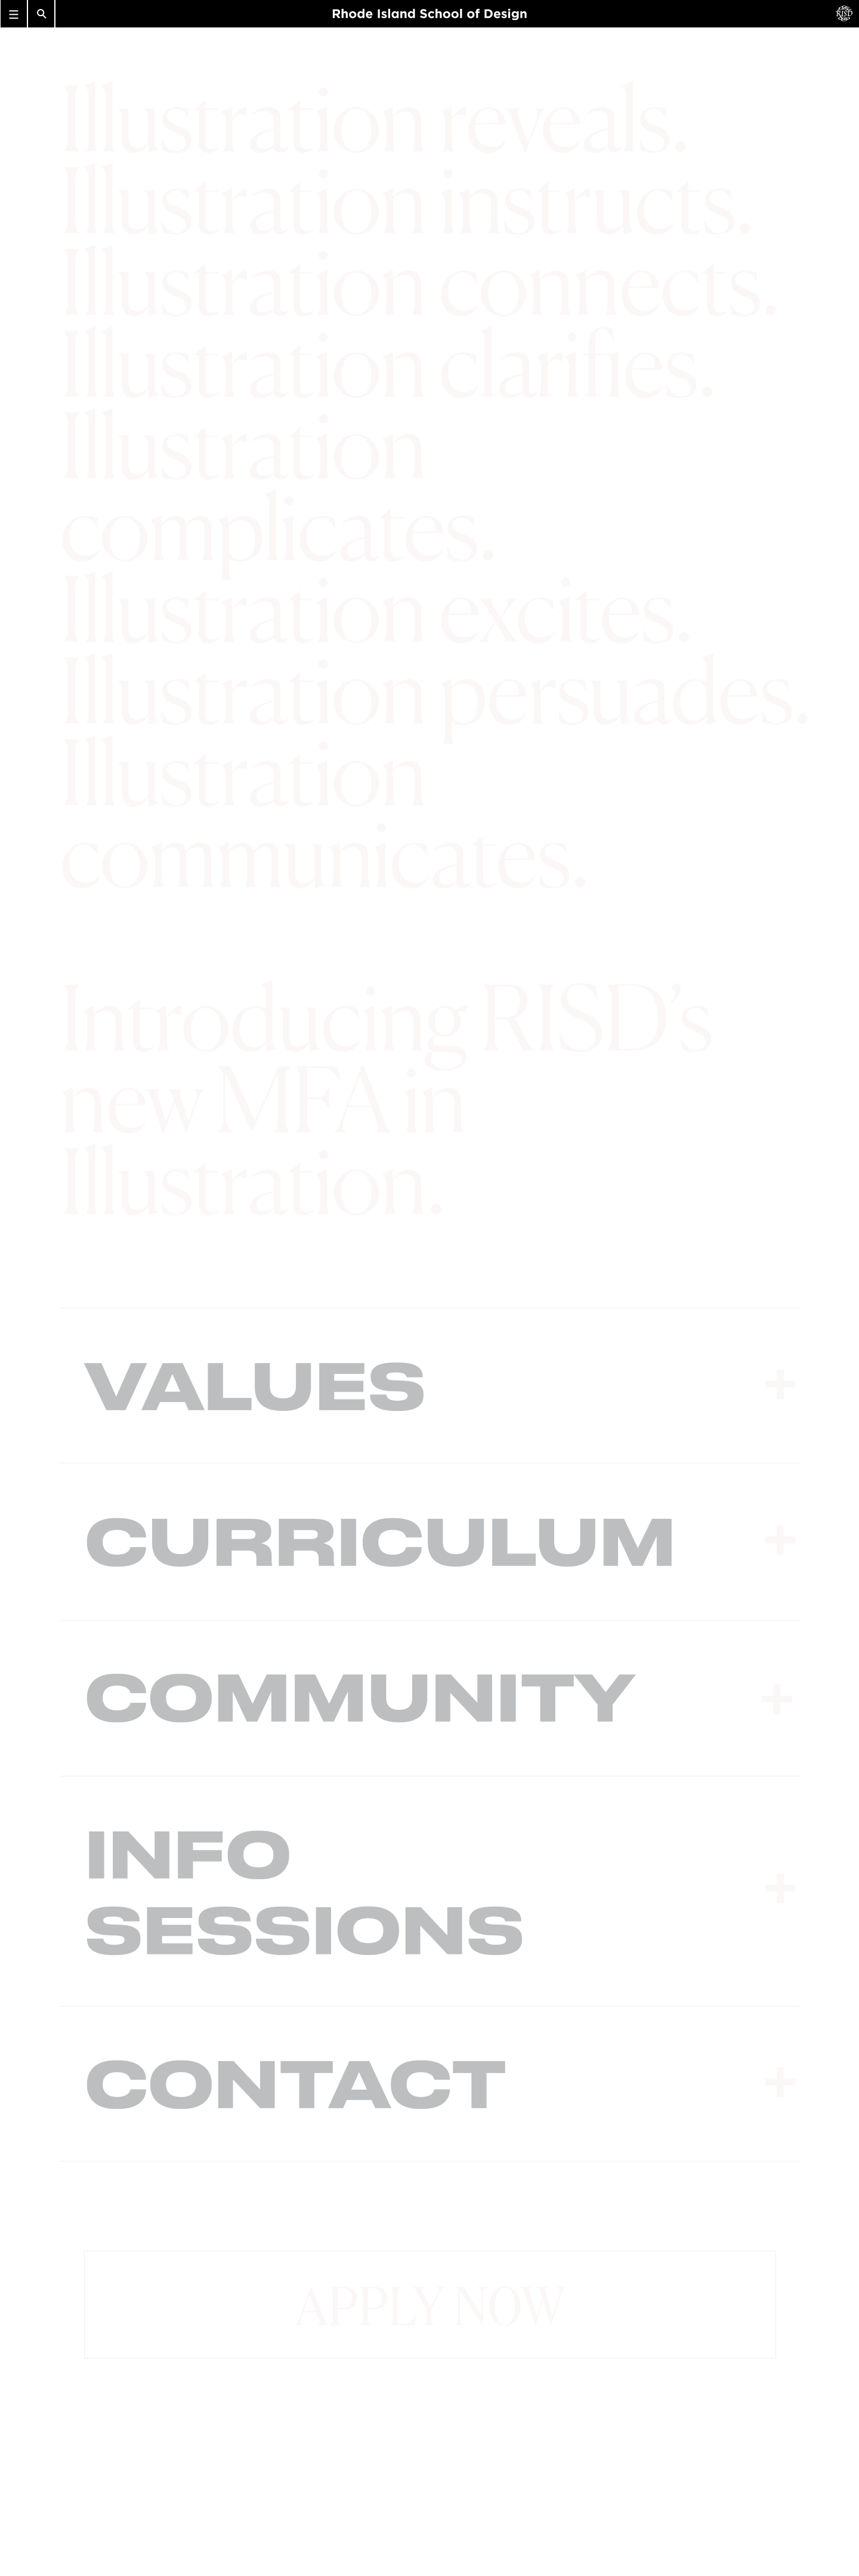 Rhode Island School of Design
RISD
Illustration reveals.
Illustration instructs.
Illustration connects.
Illustration clarifies.
Illustration
complicates.
Illustration excites.
Illustration persuades.
Illustration
communicates.
Introducing RISD’s
new MFA in
Illustration.
VALUES +
CURRICULUM +
COMMUNITY +
INFO
SESSIONS +
CONTACT +
APPLY NOW